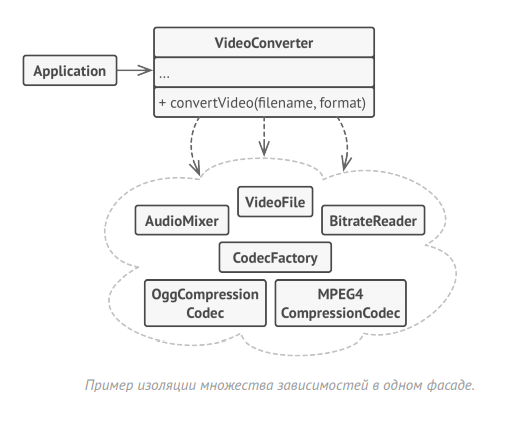 VideoConverter
Application
...
+ convertVideo(filename, format)
VideoFile
AudioMixer
BitrateReader
CodecFactory
OggCompression
Codec
MPEG4
CompressionCodec
Пример изоляции множества зависимостей в одном фасаде.